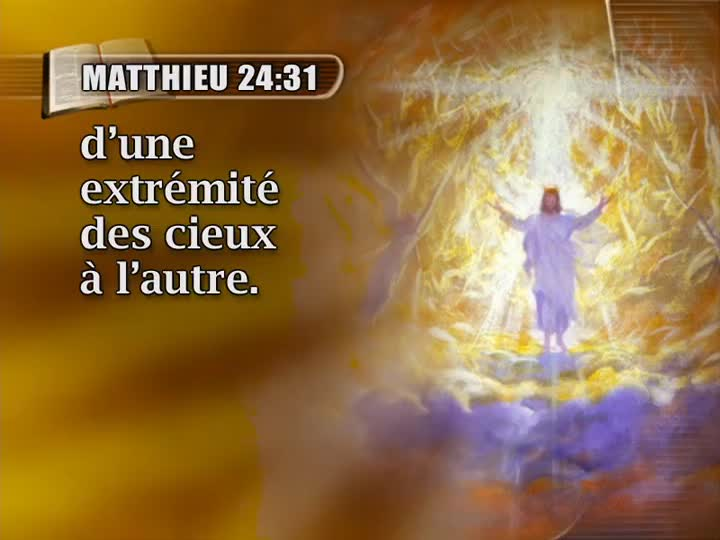 MATTHIEU 24:31
d’une
extrémité
des cieux
à l’autre.